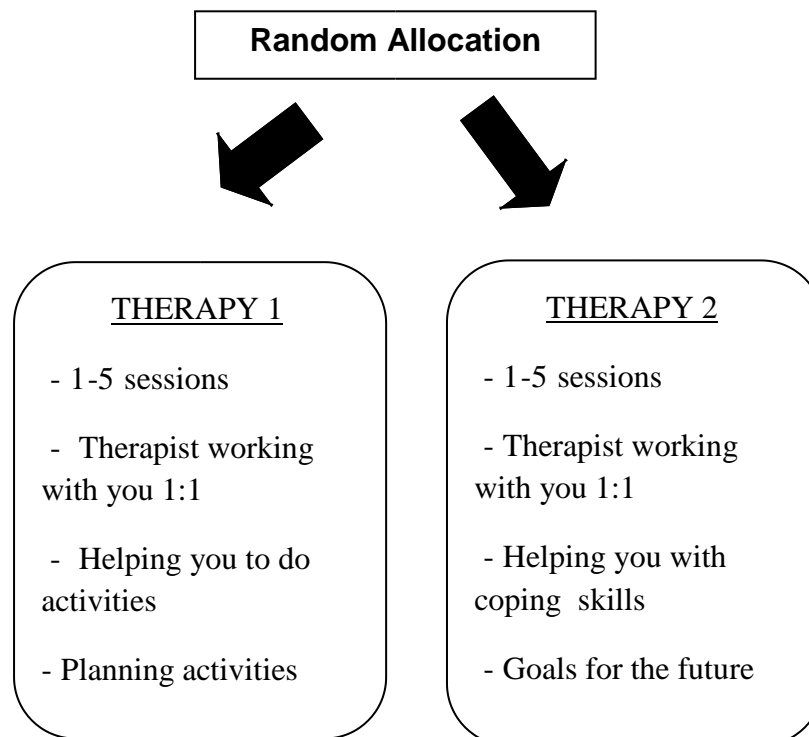 Random Allocation
THERAPY 1
- 1-5 sessions
- Therapist working
with you 1:1
- Helping you to do
activities
- Planning activities
THERAPY 2
- 1-5 sessions
- Therapist working
with you 1:1
- Helping you with
coping skills
- Goals for the future